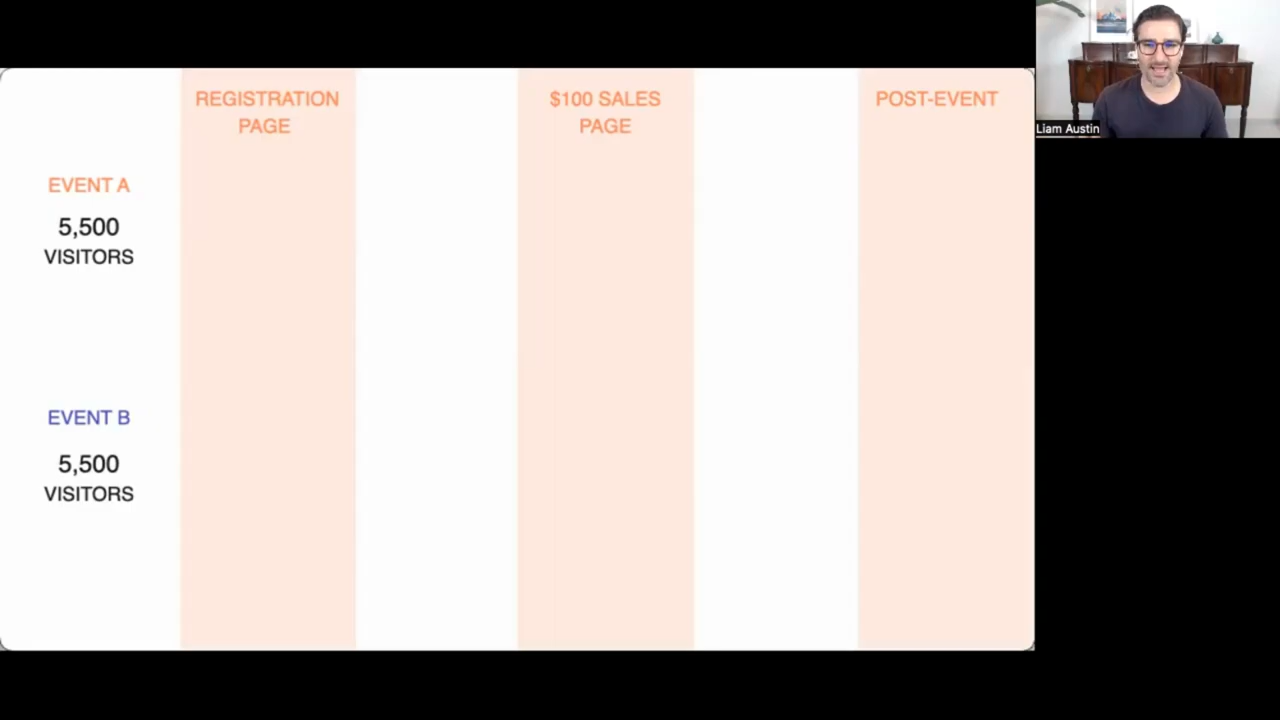 REGISTRATION
PAGE
$100 SALES
PAGE
POST-EVENT
Liam Austin
EVENT A
5,500
VISITORS
EVENT B
5,500
VISITORS